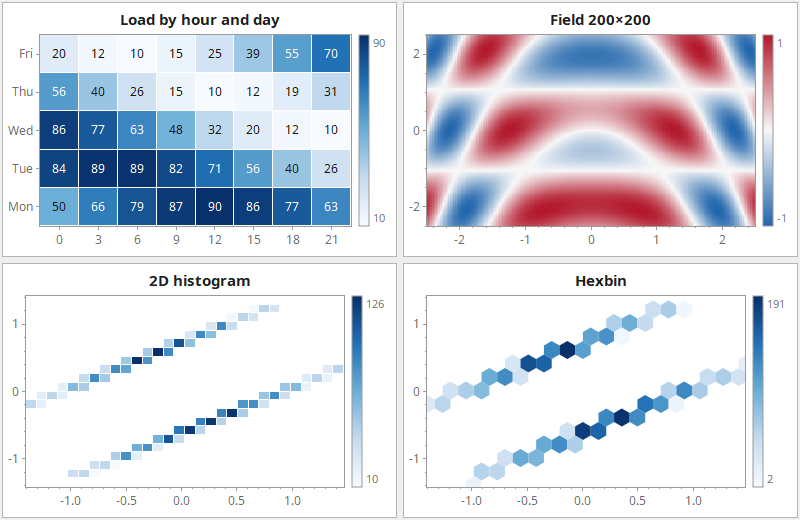 Load by hour and day
Fri 20 12 10 15 25 39 55 70 90
Thu 56 40 26 15 10 12 19 31
Wed 86 77 63 48 32 20 12 10
Tue 84 89 89 82 71 56 40 26
Mon 50 66 79 87 90 86 77 63 10
0 3 6 9 12 15 18 21
Field 200×200
2 1
0
-2 -1
-2 -1 0 1 2
2D histogram
126
1
0
-1
10
-1.0 -0.5 0.0 0.5 1.0
Hexbin
191
1
0
-1
2
-1.0 -0.5 0.0 0.5 1.0